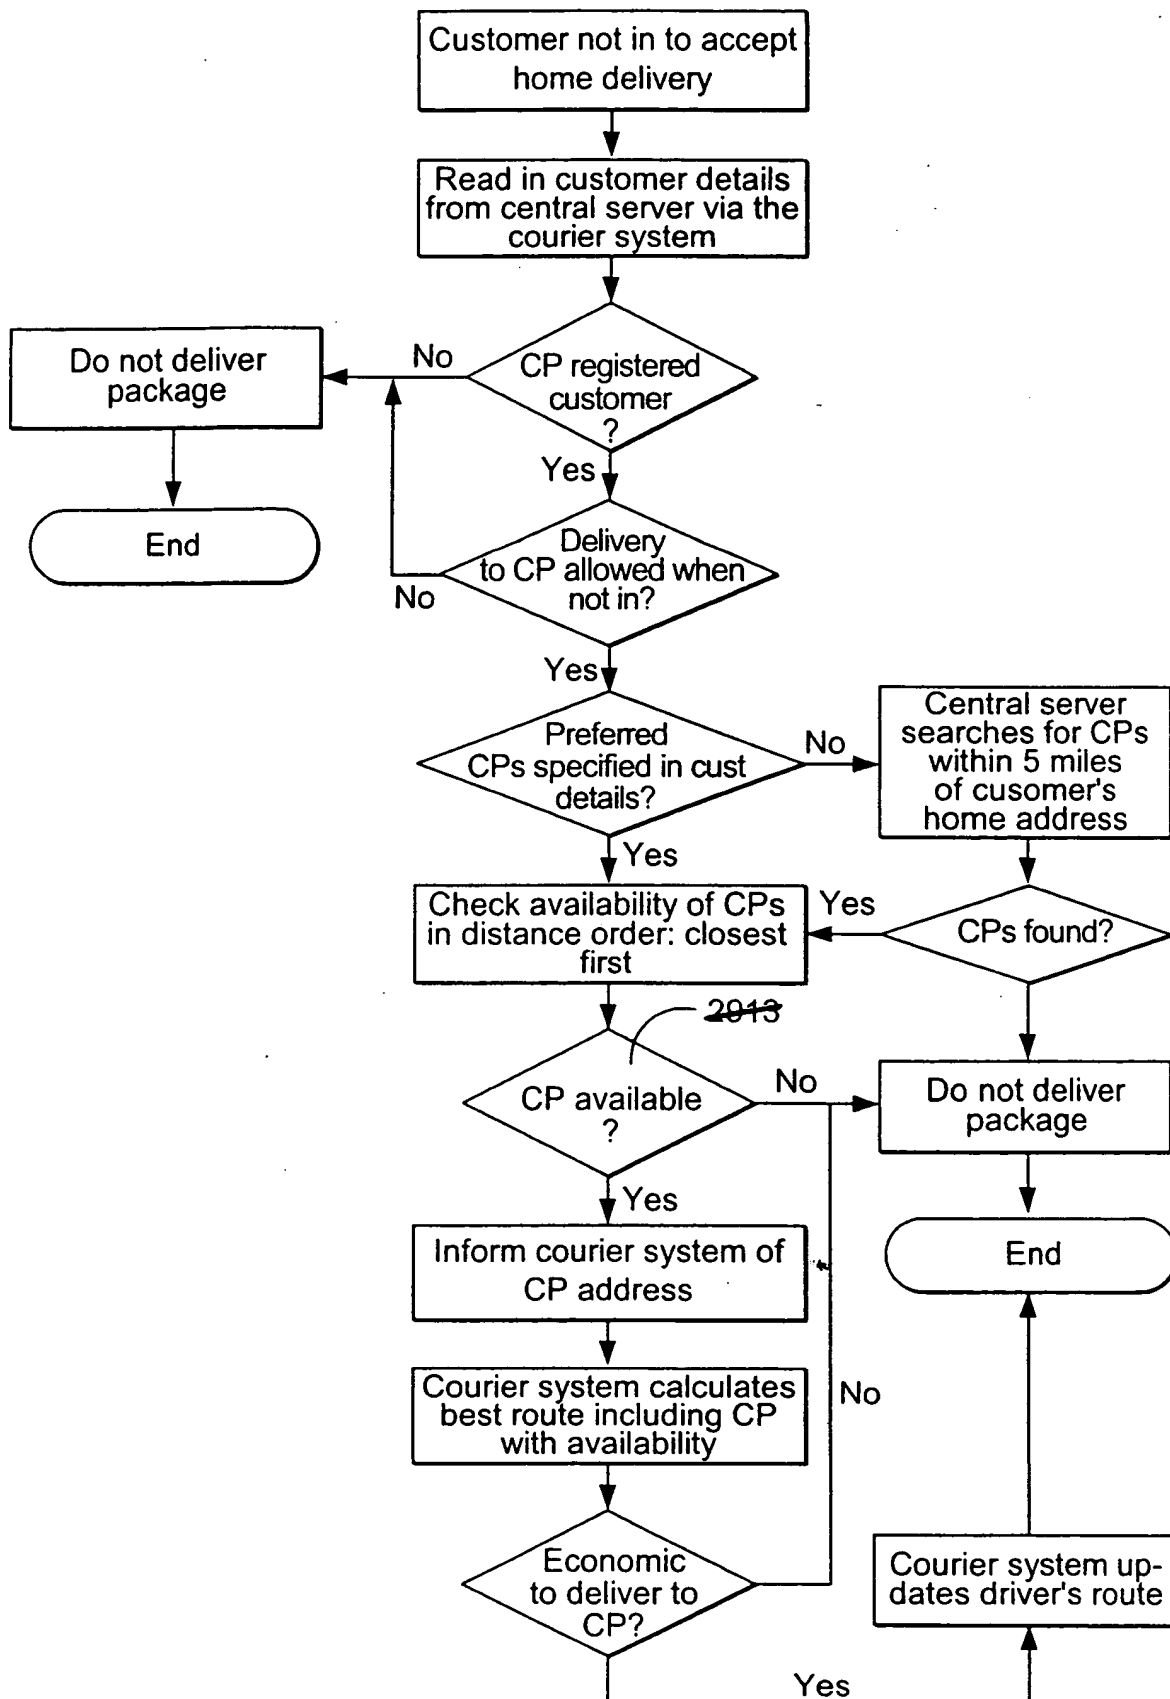 Customer not in to accept
home delivery
Read in customer details
from central server via the
courier system
Do not deliver
package
No
CP registered
customer
?
Yes
End
Delivery
to CP allowed when
not in?
No
Yes
Preferred
CPs specified in cust
details?
No
Central server
searches for CPs
within 5 miles
of cusomer's
home address
Yes
Check availability of CPs
in distance order: closest
first
Yes
CPs found?
2913
CP available
?
No
Do not deliver
package
Yes
Inform courier system of
CP address
End
Courier system calculates
best route including CP
with availability
No
Economic
to deliver to
CP?
Courier system up-
dates driver's route
Yes